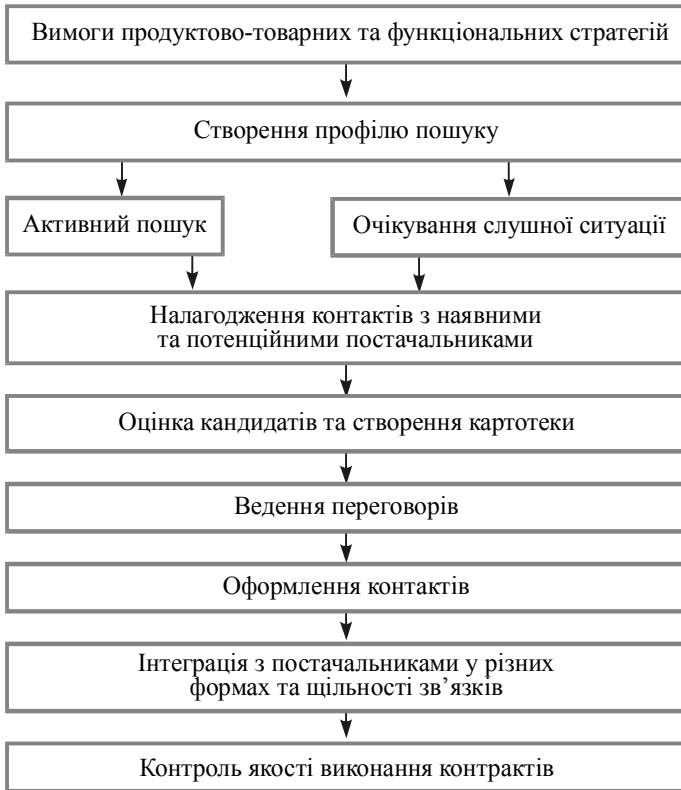 Вимоги продуктово-товарних та функціональних стратегій
Створення профілю пошуку
Активний пошук
Очікування слушної ситуації
Налагодження контактів з наявними
та потенційними постачальниками
Оцінка кандидатів та створення картотеки
Ведення переговорів
Оформлення контактів
Інтеграція з постачальниками у різних
формах та щільності зв’язків
Контроль якості виконання контрактів